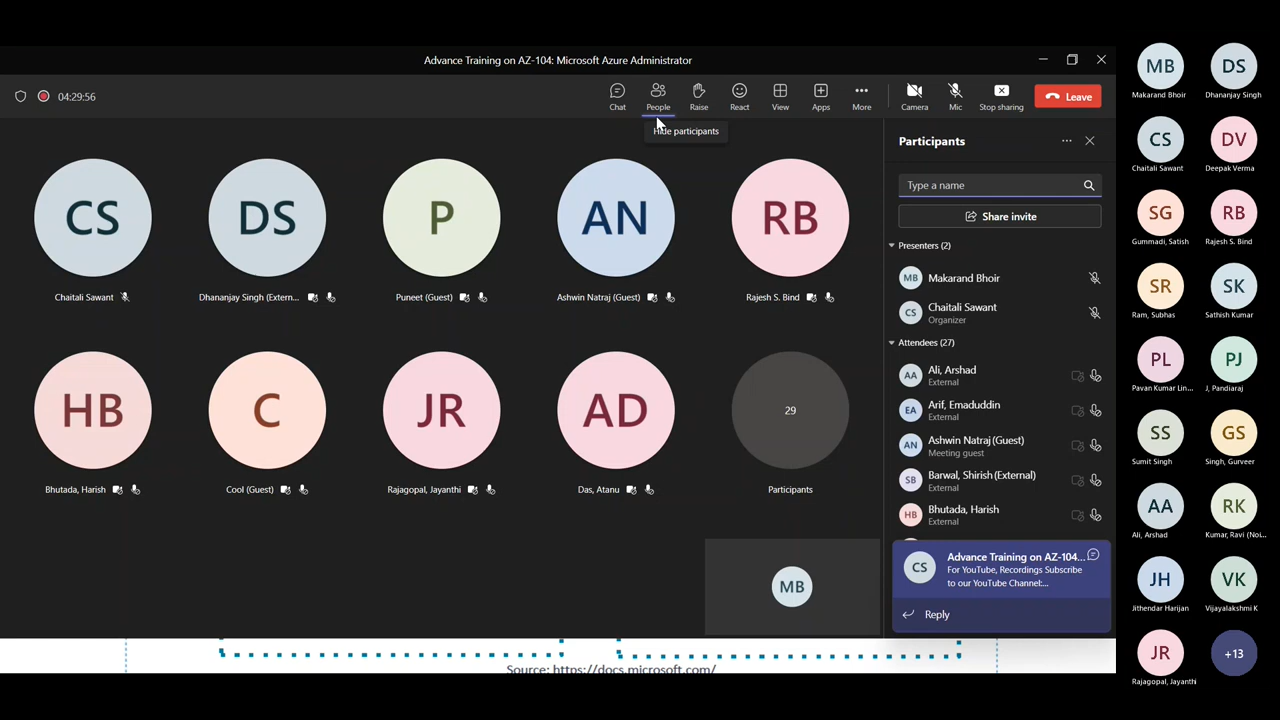 Advance Training on AZ-104: Microsoft Azure Administrator
04:29:56
Chat
People
Raise
React
View
Apps
More
Camera
Mic
Stop sharing
Leave
Hide participants
CS
Chaitali Sawant
DS
Dhananjay Singh (Extern...
P
Puneet (Guest)
AN
Ashwin Natraj (Guest)
RB
Rajesh S. Bind
HB
Bhutada, Harish
C
Cool (Guest)
JR
Rajagopal, Jayanthi
AD
Das, Atanu
29
Participants
MB
Source: https://docs.microsoft.com/
Participants
Type a name
Share invite
Presenters (2)
MB
Makarand Bhoir
CS
Chaitali Sawant
Organizer
Attendees (27)
AA
Ali, Arshad
External
EA
Arif, Emaduddin
External
AN
Ashwin Natraj (Guest)
Meeting guest
SB
Barwal, Shirish (External)
External
HB
Bhutada, Harish
External
CS
Advance Training on AZ-104...
For YouTube, Recordings Subscribe
to our YouTube Channel:...
Reply
MB
Makarand Bhoir
DS
Dhananjay Singh
CS
Chaitali Sawant
DV
Deepak Verma
SG
Gummadi, Satish
RB
Rajesh S. Bind
SR
Ram, Subhas
SK
Sathish Kumar
PL
Pavan Kumar Lin...
PJ
J, Pandiaraj
SS
Sumit Singh
GS
Singh, Gurveer
AA
Ali, Arshad
RK
Kumar, Ravi (Noi...
JH
Jithendar Harijan
VK
Vijayalakshmi K
JR
Rajagopal, Jayanthi
+13